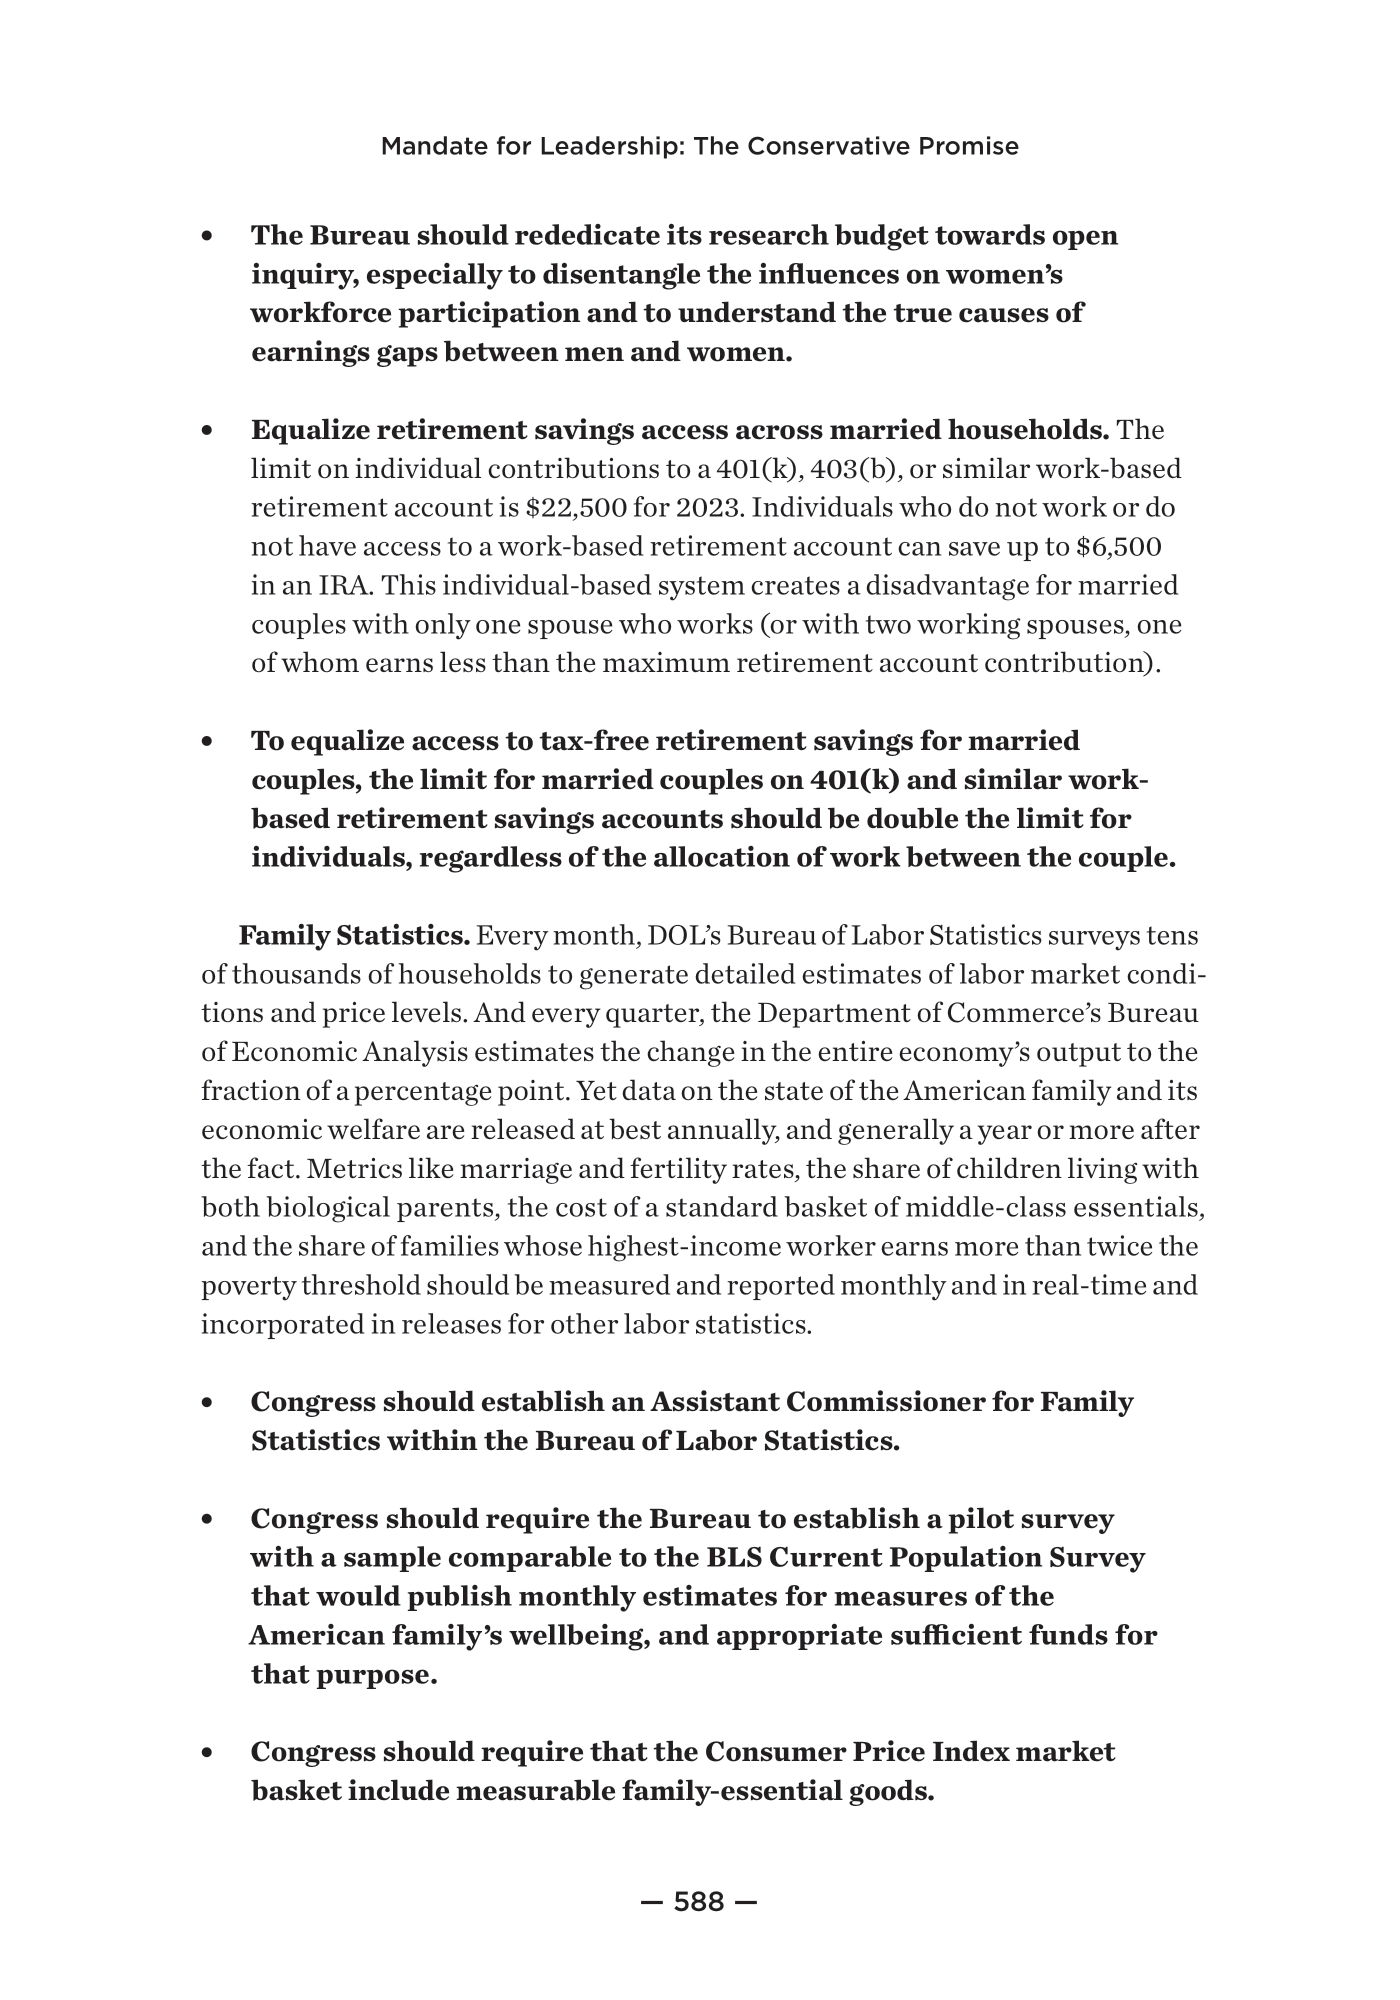 Mandate for Leadership: The Conservative Promise
• The Bureau should rededicate its research budget towards open
inquiry, especially to disentangle the influences on women’s
workforce participation and to understand the true causes of
earnings gaps between men and women.
• Equalize retirement savings access across married households. The
limit on individual contributions to a 401(k), 403(b), or similar work-based
retirement account is $22,500 for 2023. Individuals who do not work or do
not have access to a work-based retirement account can save up to $6,500
in an IRA. This individual-based system creates a disadvantage for married
couples with only one spouse who works (or with two working spouses, one
of whom earns less than the maximum retirement account contribution).
• To equalize access to tax-free retirement savings for married
couples, the limit for married couples on 401(k) and similar work-
based retirement savings accounts should be double the limit for
individuals, regardless of the allocation of work between the couple.
Family Statistics. Every month, DOL’s Bureau of Labor Statistics surveys tens
of thousands of households to generate detailed estimates of labor market condi-
tions and price levels. And every quarter, the Department of Commerce’s Bureau
of Economic Analysis estimates the change in the entire economy’s output to the
fraction of a percentage point. Yet data on the state of the American family and its
economic welfare are released at best annually, and generally a year or more after
the fact. Metrics like marriage and fertility rates, the share of children living with
both biological parents, the cost of a standard basket of middle-class essentials,
and the share of families whose highest-income worker earns more than twice the
poverty threshold should be measured and reported monthly and in real-time and
incorporated in releases for other labor statistics.
• Congress should establish an Assistant Commissioner for Family
Statistics within the Bureau of Labor Statistics.
• Congress should require the Bureau to establish a pilot survey
with a sample comparable to the BLS Current Population Survey
that would publish monthly estimates for measures of the
American family’s wellbeing, and appropriate sufficient funds for
that purpose.
• Congress should require that the Consumer Price Index market
basket include measurable family-essential goods.
— 588 —